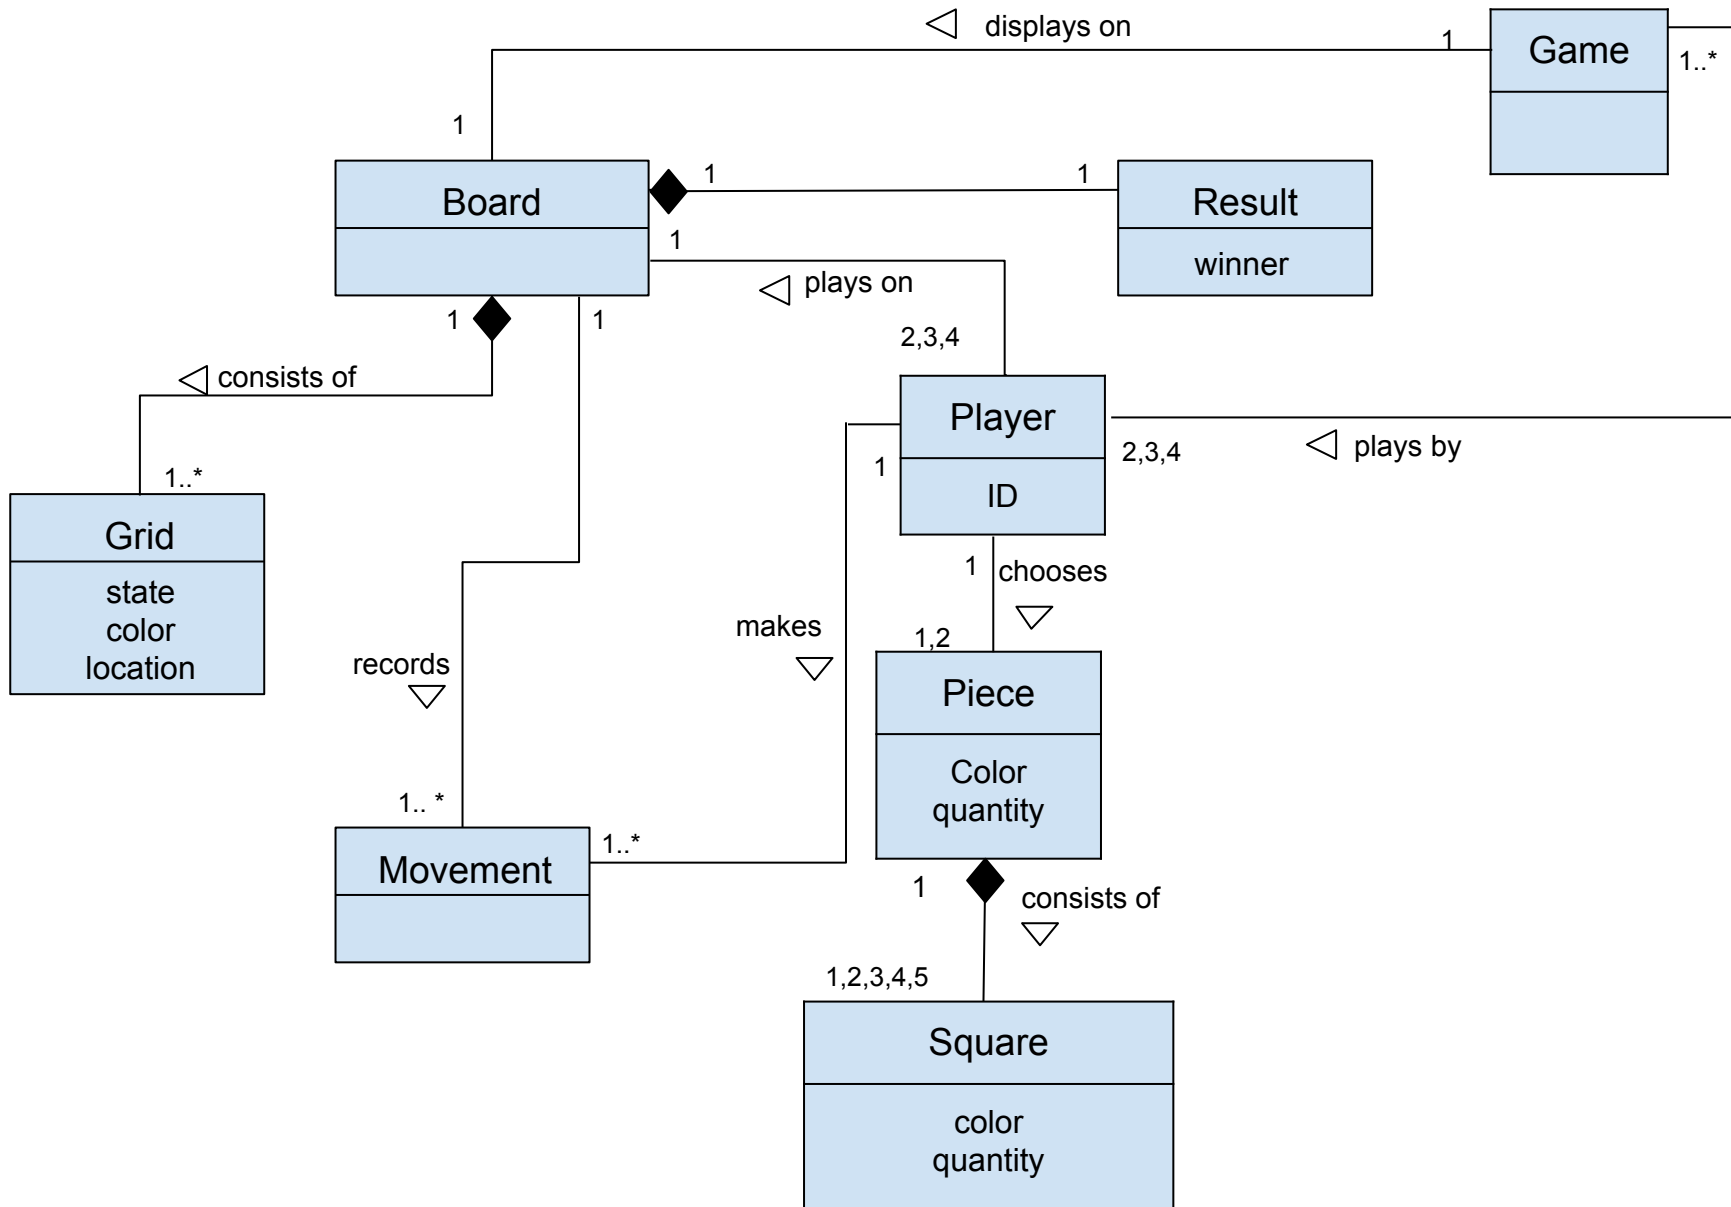 displays on
1
Game
1..*
1
Board
1
1
Result
winner
1
plays on
2,3,4
1
1
consists of
1..*
Grid
state
color
location
Player
ID
1
2,3,4
plays by
1
chooses
makes
records
1,2
Piece
Color
quantity
1.. *
1..*
Movement
1
consists of
1,2,3,4,5
Square
color
quantity